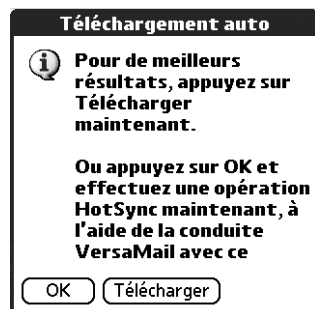 Téléchargement auto
Pour de meilleurs
résultats, appuyez sur
Télécharger
maintenant.
Ou appuyez sur OK et
effectuez une opération
HotSync maintenant, à
l'aide de la conduite
VersaMail avec ce
OK Télécharger